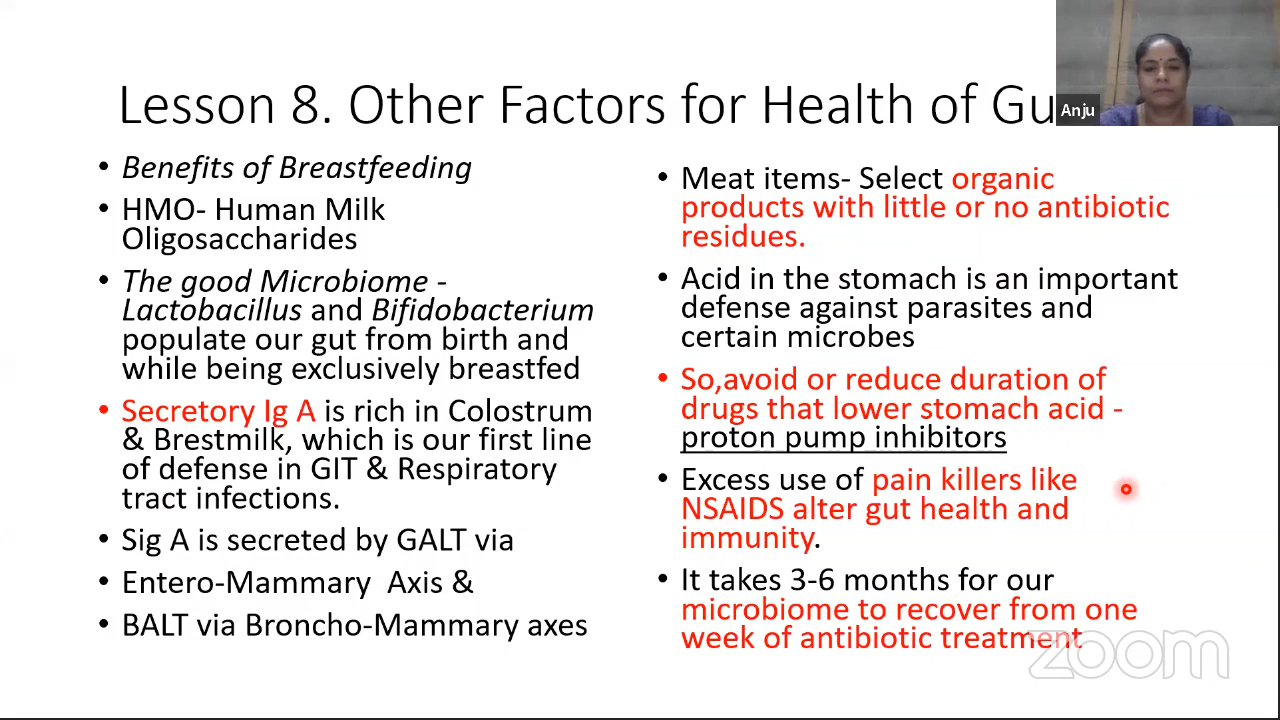 Lesson 8. Other Factors for Health of Gu
Anju
• Benefits of Breastfeeding
• HMO- Human Milk
Oligosaccharides
• The good Microbiome -
Lactobacillus and Bifidobacterium
populate our gut from birth and
while being exclusively breastfed
• Secretory Ig A is rich in Colostrum
& Brestmilk, which is our first line
of defense in GIT & Respiratory
tract infections.
• Sig A is secreted by GALT via
• Entero-Mammary Axis &
• BALT via Broncho-Mammary axes
• Meat items- Select organic
products with little or no antibiotic
residues.
• Acid in the stomach is an important
defense against parasites and
certain microbes
• So,avoid or reduce duration of
drugs that lower stomach acid -
proton pump inhibitors
• Excess use of pain killers like
NSAIDS alter gut health and
immunity.
• It takes 3-6 months for our
microbiome to recover from one
week of antibiotic treatment
zoom